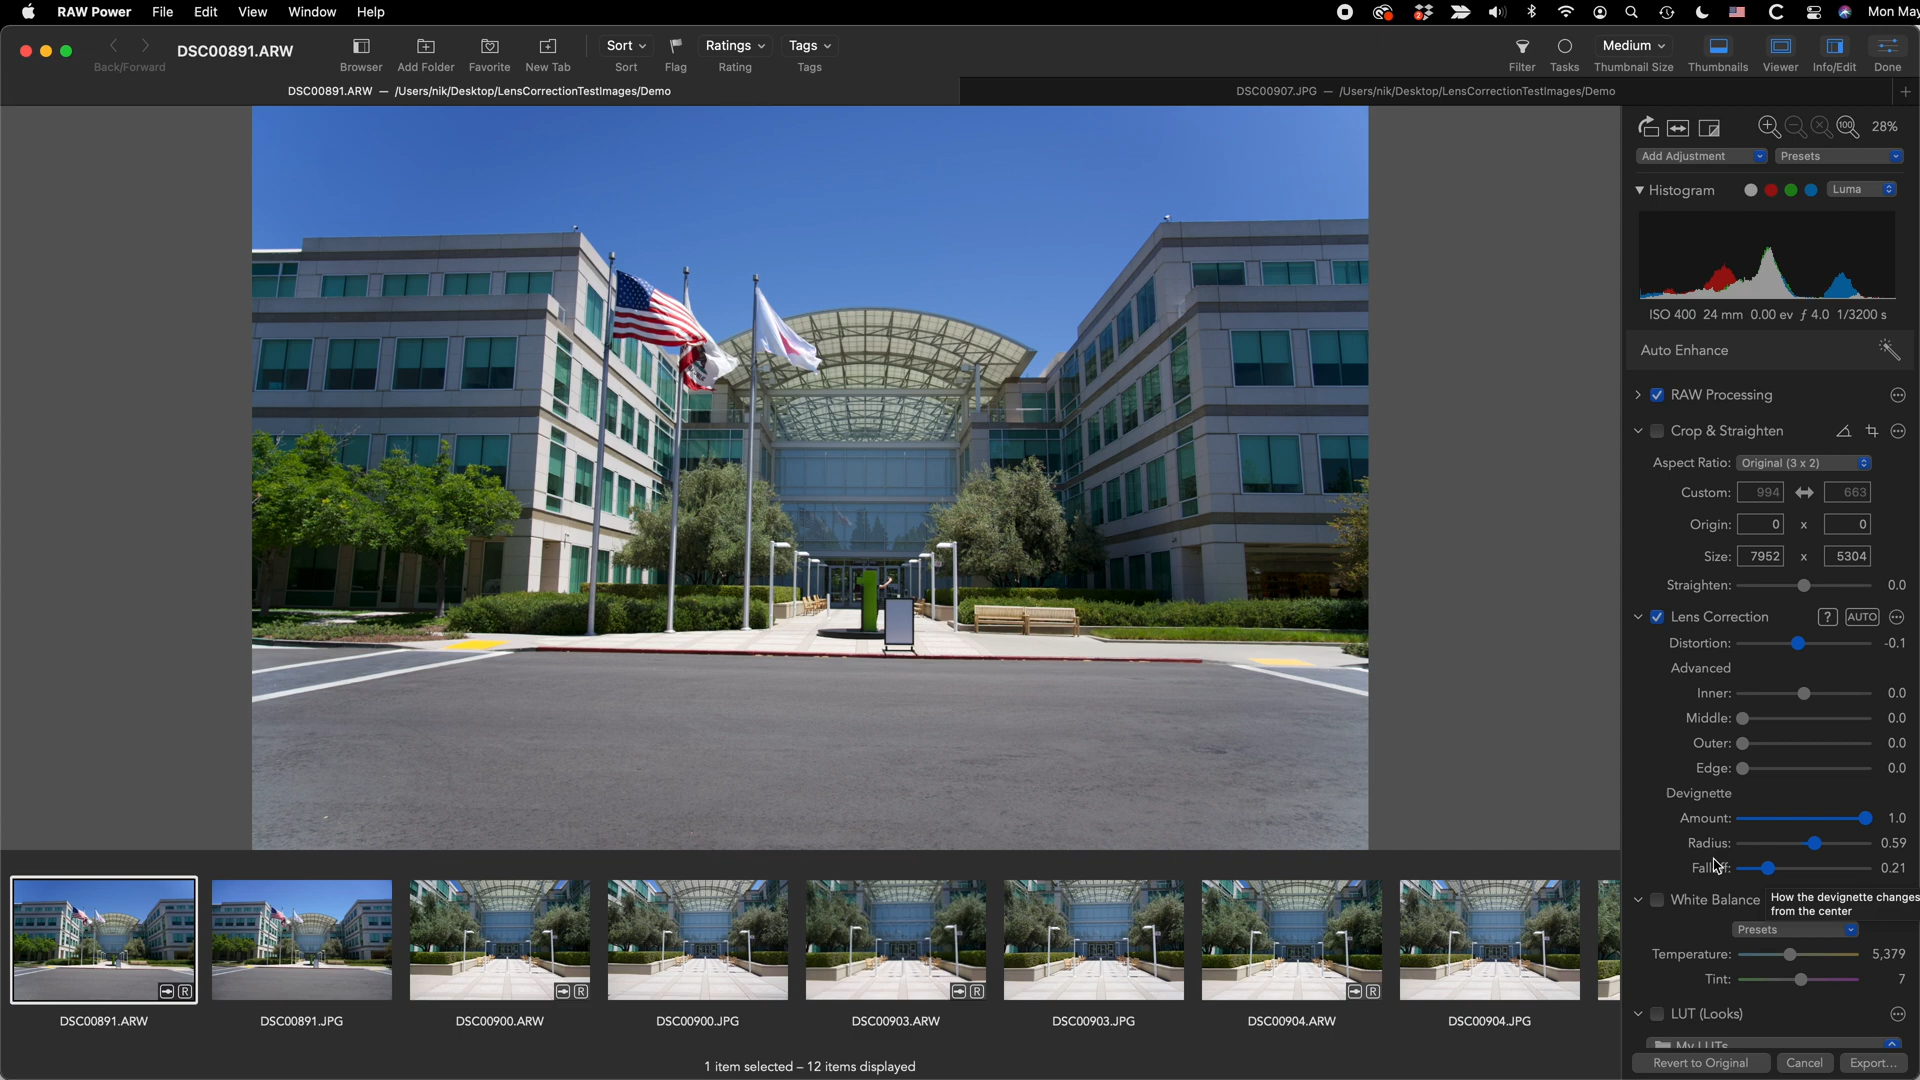 RAW Power File Edit View Window Help
2
Mon May
DSC00891.ARW
Back/Forward
Browser Add Folder Favorite New Tab
Sort Ratings Tags
Sort Flag Rating Tags
Medium
Filter Tasks Thumbnail Size Thumbnails Viewer Info/Edit Done
DSC00891.ARW — /Users/nik/Desktop/LensCorrectionTestImages/Demo
DSC00907.JPG — /Users/nik/Desktop/LensCorrectionTestImages/Demo
100 28%
Add Adjustment Presets
Histogram Luma
ISO 400 24 mm 0.00 ev ƒ 4.0 1/3200 s
Auto Enhance
RAW Processing
Crop & Straighten
Aspect Ratio: Original (3 x 2)
Custom: 994 663
Origin: 0 x 0
Size: 7952 x 5304
Straighten: 0.0
Lens Correction ? AUTO
Distortion: -0.1
Advanced
Inner: 0.0
Middle: 0.0
Outer: 0.0
Edge: 0.0
Devignette
Amount: 1.0
Radius: 0.59
Falloff: 0.21
White Balance
How the devignette changes
from the center
Presets
Temperature: 5,379
Tint: 7
LUT (Looks)
My LUTs
Revert to Original Cancel Export...
1
R R R R
DSC00891.ARW DSC00891.JPG DSC00900.ARW DSC00900.JPG DSC00903.ARW DSC00903.JPG DSC00904.ARW DSC00904.JPG
1 item selected – 12 items displayed